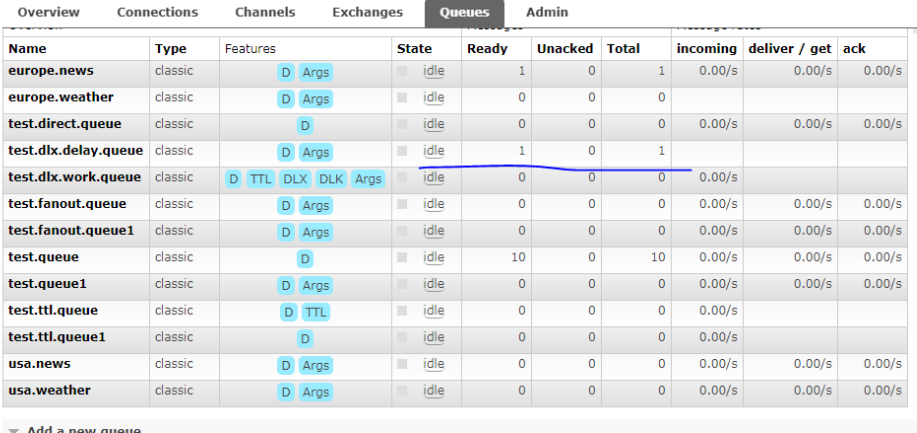 Overview Connections Channels Exchanges Queues Admin
Name Type Features State Ready Unacked Total incoming deliver / get ack
europe.news classic D Args idle 1 0 1 0.00/s 0.00/s 0.00/s
europe.weather classic D Args idle 0 0 0
test.direct.queue classic D idle 0 0 0 0.00/s 0.00/s 0.00/s
test.dlx.delay.queue classic D Args idle 1 0 1
test.dlx.work.queue classic D TTL DLX DLK Args idle 0 0 0 0.00/s
test.fanout.queue classic D Args idle 0 0 0 0.00/s 0.00/s 0.00/s
test.fanout.queue1 classic D Args idle 0 0 0 0.00/s 0.00/s 0.00/s
test.queue classic D idle 10 0 10 0.00/s 0.00/s 0.00/s
test.queue1 classic D Args idle 0 0 0 0.00/s 0.00/s 0.00/s
test.ttl.queue classic D TTL idle 0 0 0 0.00/s
test.ttl.queue1 classic D idle 0 0 0 0.00/s
usa.news classic D Args idle 0 0 0 0.00/s 0.00/s 0.00/s
usa.weather classic D Args idle 0 0 0 0.00/s 0.00/s 0.00/s
Add a new queue